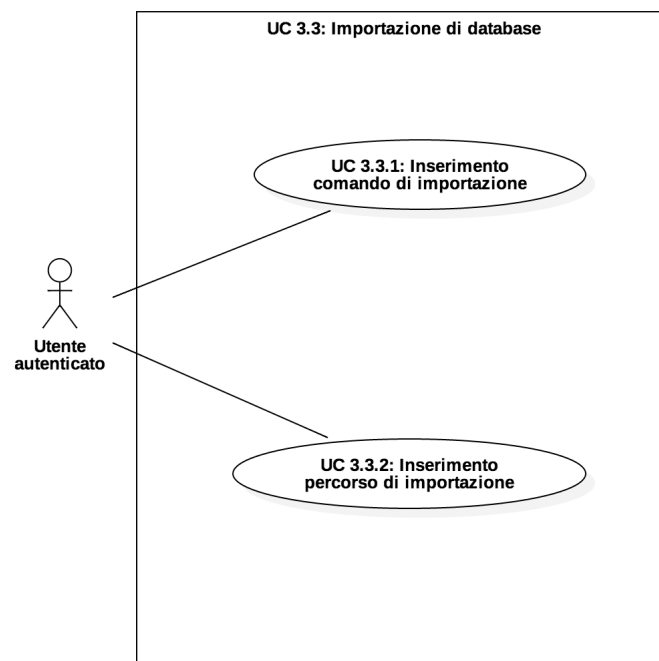 UC 3.3: Importazione di database
UC 3.3.1: Inserimento
comando di importazione
Utente
autenticato
UC 3.3.2: Inserimento
percorso di importazione